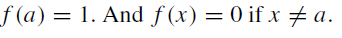 f(a) = 1. And f(x) = 0 if x ≠ a.